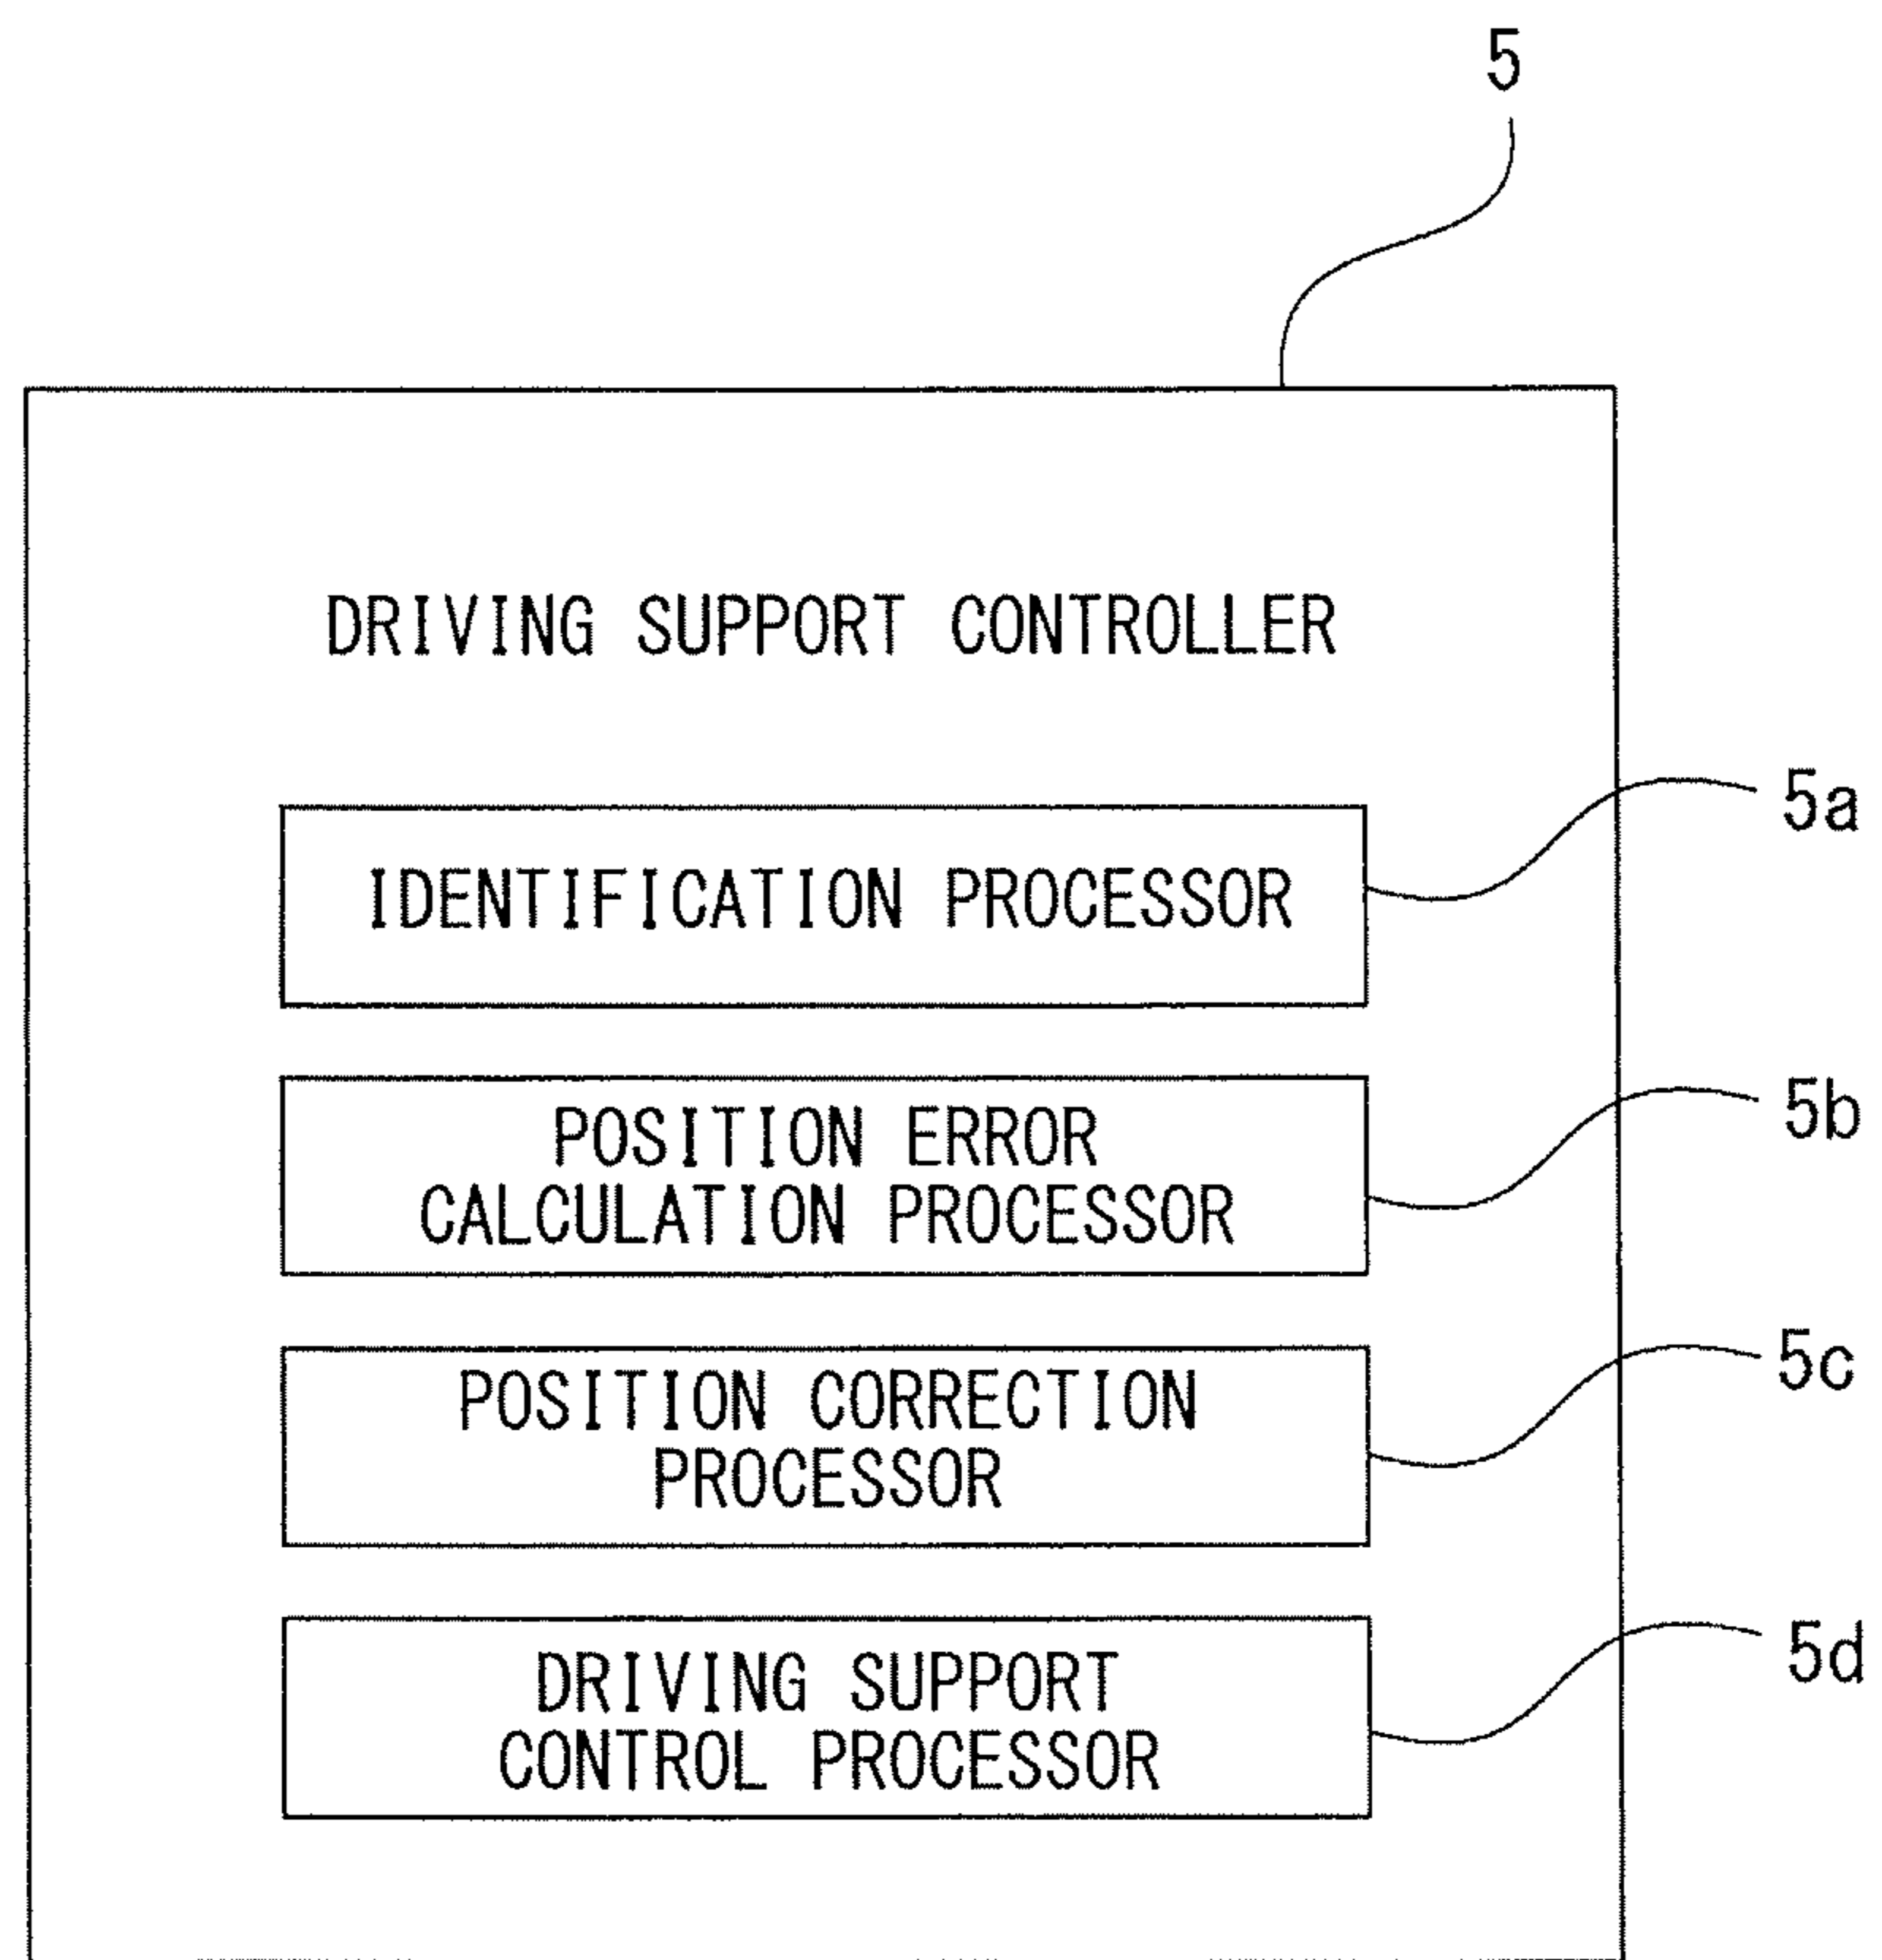 5
DRIVING SUPPORT CONTROLLER
IDENTIFICATION PROCESSOR
5a
POSITION ERROR
CALCULATION PROCESSOR
5b
POSITION CORRECTION
PROCESSOR
5c
DRIVING SUPPORT
CONTROL PROCESSOR
5d